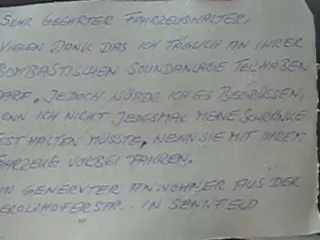 SEHR GEEHRTER FAHRZEUGHALTER,
VIELEN DANK DAS ICH TÄGLICH AN IHRER
BOMBASTISCHEN SOUNDANLAGE TEILHABEN
DARF. JEDOCH WÜRDE ICH ES BEGRÜSSEN,
WENN ICH NICHT JEDESMAL MEINE SCHRÄNKE
FESTHALTEN MÜSSTE, WENN SIE MIT IHREM
FAHRZEUG VORBEI FAHREN.
EIN GENERVTER ANWOHNER AUS DER
GEROLZHOFERSTR. IN SENNFELD